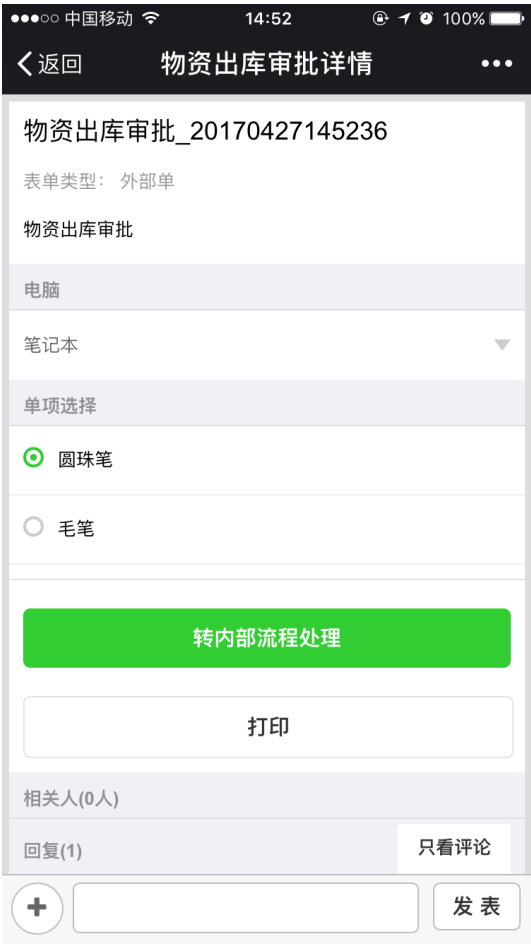 中国移动 14:52 100%
返回 物资出库审批详情
物资出库审批_20170427145236
表单类型： 外部单
物资出库审批
电脑
笔记本
单项选择
圆珠笔
毛笔
转内部流程处理
打印
相关人(0人)
回复(1) 只看评论
发表